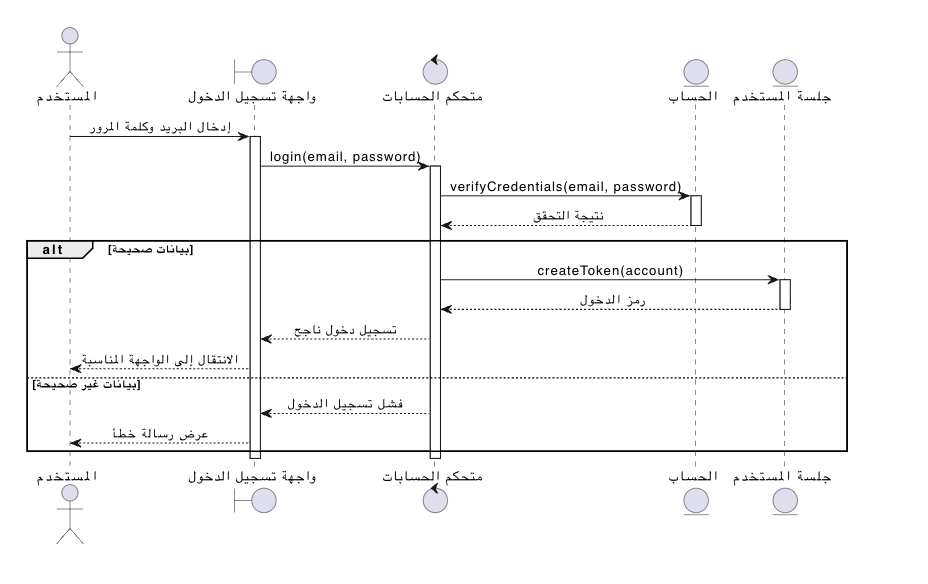 المستخدم
واجهة تسجيل الدخول
متحكم الحسابات
الحساب
جلسة المستخدم
إدخال البريد وكلمة المرور
login(email, password)
verifyCredentials(email, password)
نتيجة التحقق
alt
[بيانات صحيحة]
createToken(account)
رمز الدخول
تسجيل دخول ناجح
الانتقال إلى الواجهة المناسبة
[بيانات غير صحيحة]
فشل تسجيل الدخول
عرض رسالة خطأ
المستخدم
واجهة تسجيل الدخول
متحكم الحسابات
الحساب
جلسة المستخدم